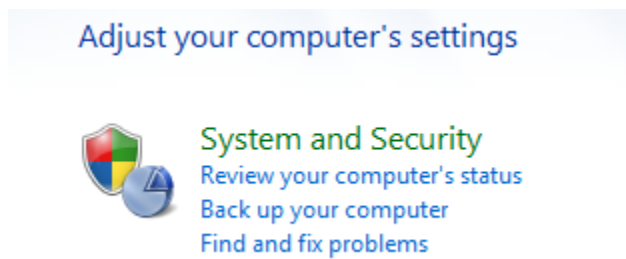 Adjust your computer's settings
System and Security
Review your computer's status
Back up your computer
Find and fix problems